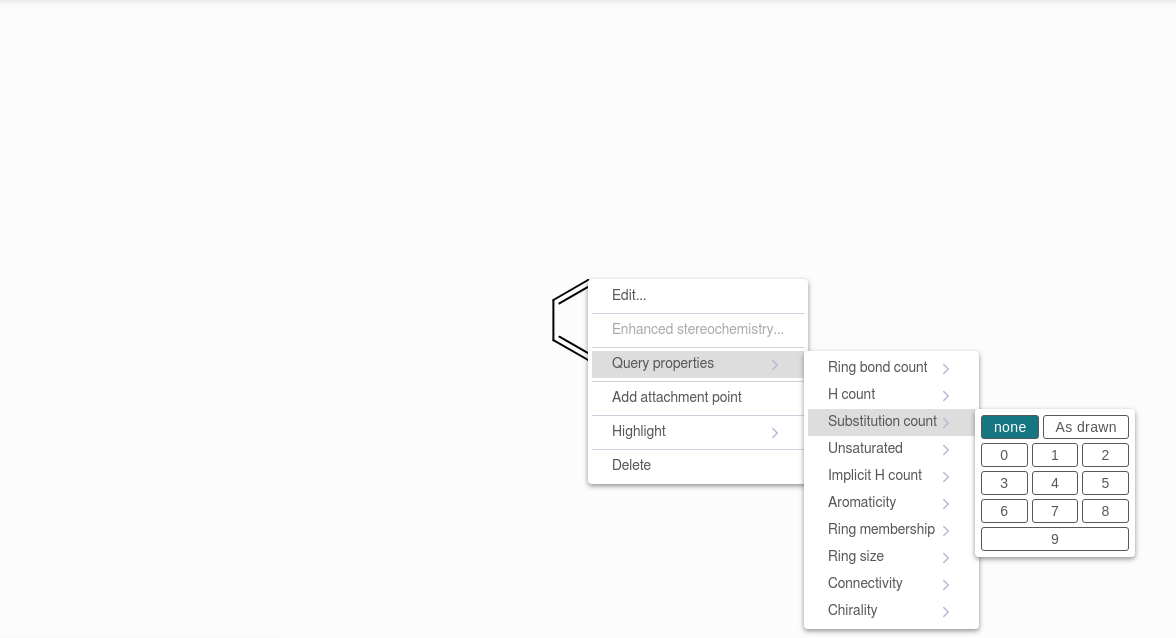 Edit...
Enhanced stereochemistry...
Query properties
Add attachment point
Highlight
Delete
Ring bond count
H count
Substitution count
Unsaturated
Implicit H count
Aromaticity
Ring membership
Ring size
Connectivity
Chirality
none As drawn
0 1 2
3 4 5
6 7 8
9